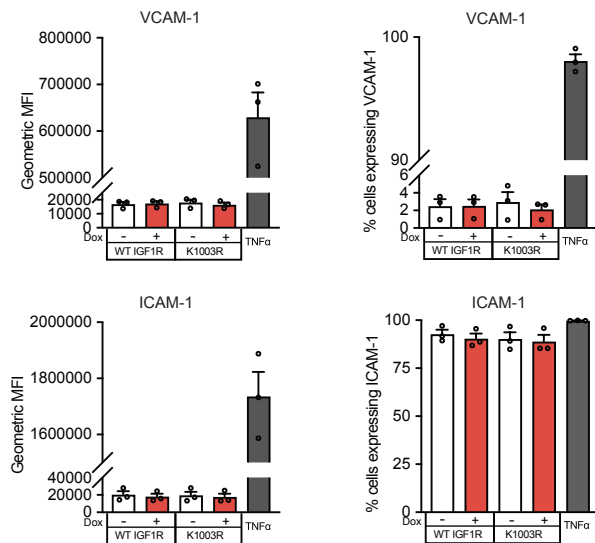 VCAM-1
Geometric MFI
800000
700000
600000
500000
20000
10000
0
Dox - + - +
WT IGF1R K1003R TNFα
VCAM-1
% cells expressing VCAM-1
100
90
6
4
2
0
Dox - + - +
WT IGF1R K1003R TNFα
ICAM-1
Geometric MFI
2000000
1800000
1600000
40000
20000
0
Dox - + - +
WT IGF1R K1003R TNFα
ICAM-1
% cells expressing ICAM-1
100
75
50
25
0
Dox - + - +
WT IGF1R K1003R TNFα